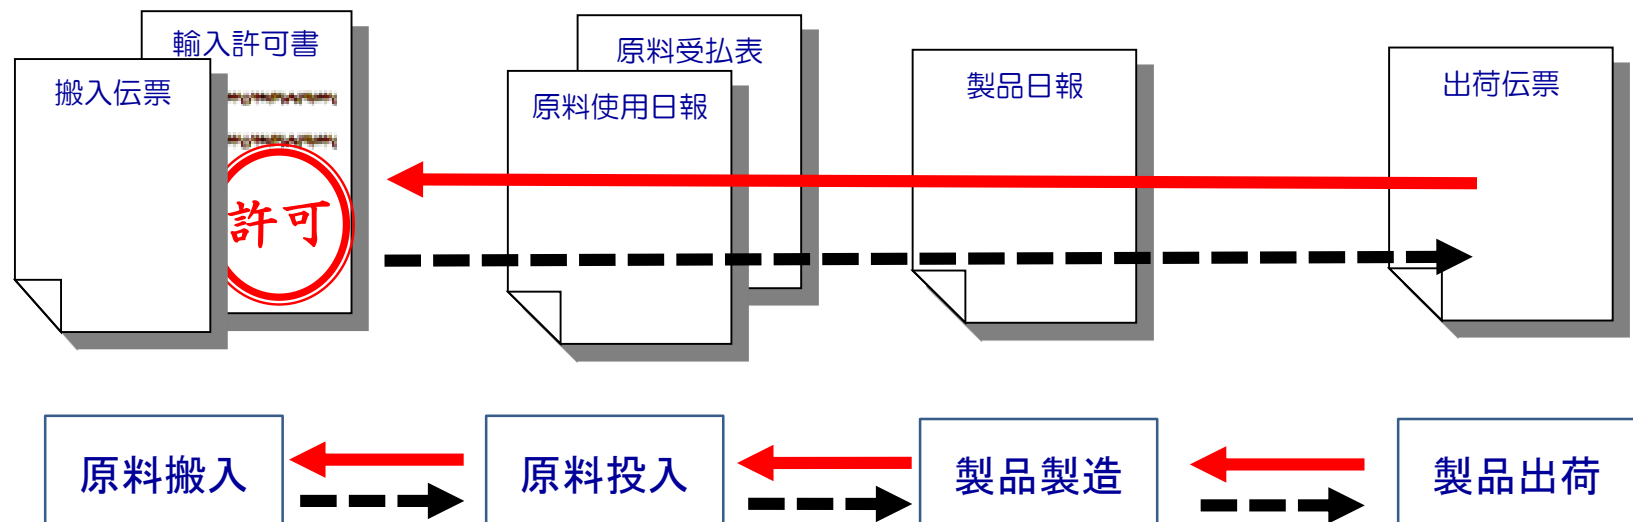 輸入許可書
搬入伝票
許可
原料受払表
原料使用日報
製品日報
出荷伝票
原料搬入
原料投入
製品製造
製品出荷